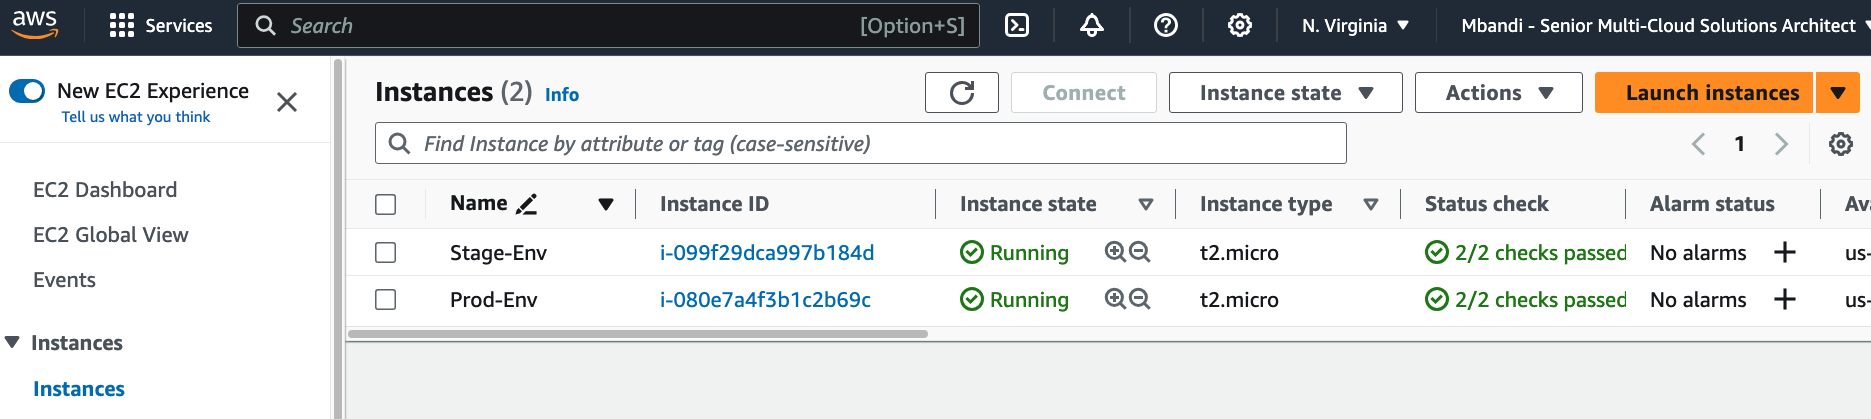 aws Services Search [Option+S] N. Virginia Mbandi - Senior Multi-Cloud Solutions Architect
New EC2 Experience
Tell us what you think
EC2 Dashboard
EC2 Global View
Events
Instances
Instances
Instances (2) Info Connect Instance state Actions Launch instances
Find Instance by attribute or tag (case-sensitive) 1
Name Instance ID Instance state Instance type Status check Alarm status Av
Stage-Env i-099f29dca997b184d Running t2.micro 2/2 checks passed No alarms us-
Prod-Env i-080e7a4f3b1c2b69c Running t2.micro 2/2 checks passed No alarms us-